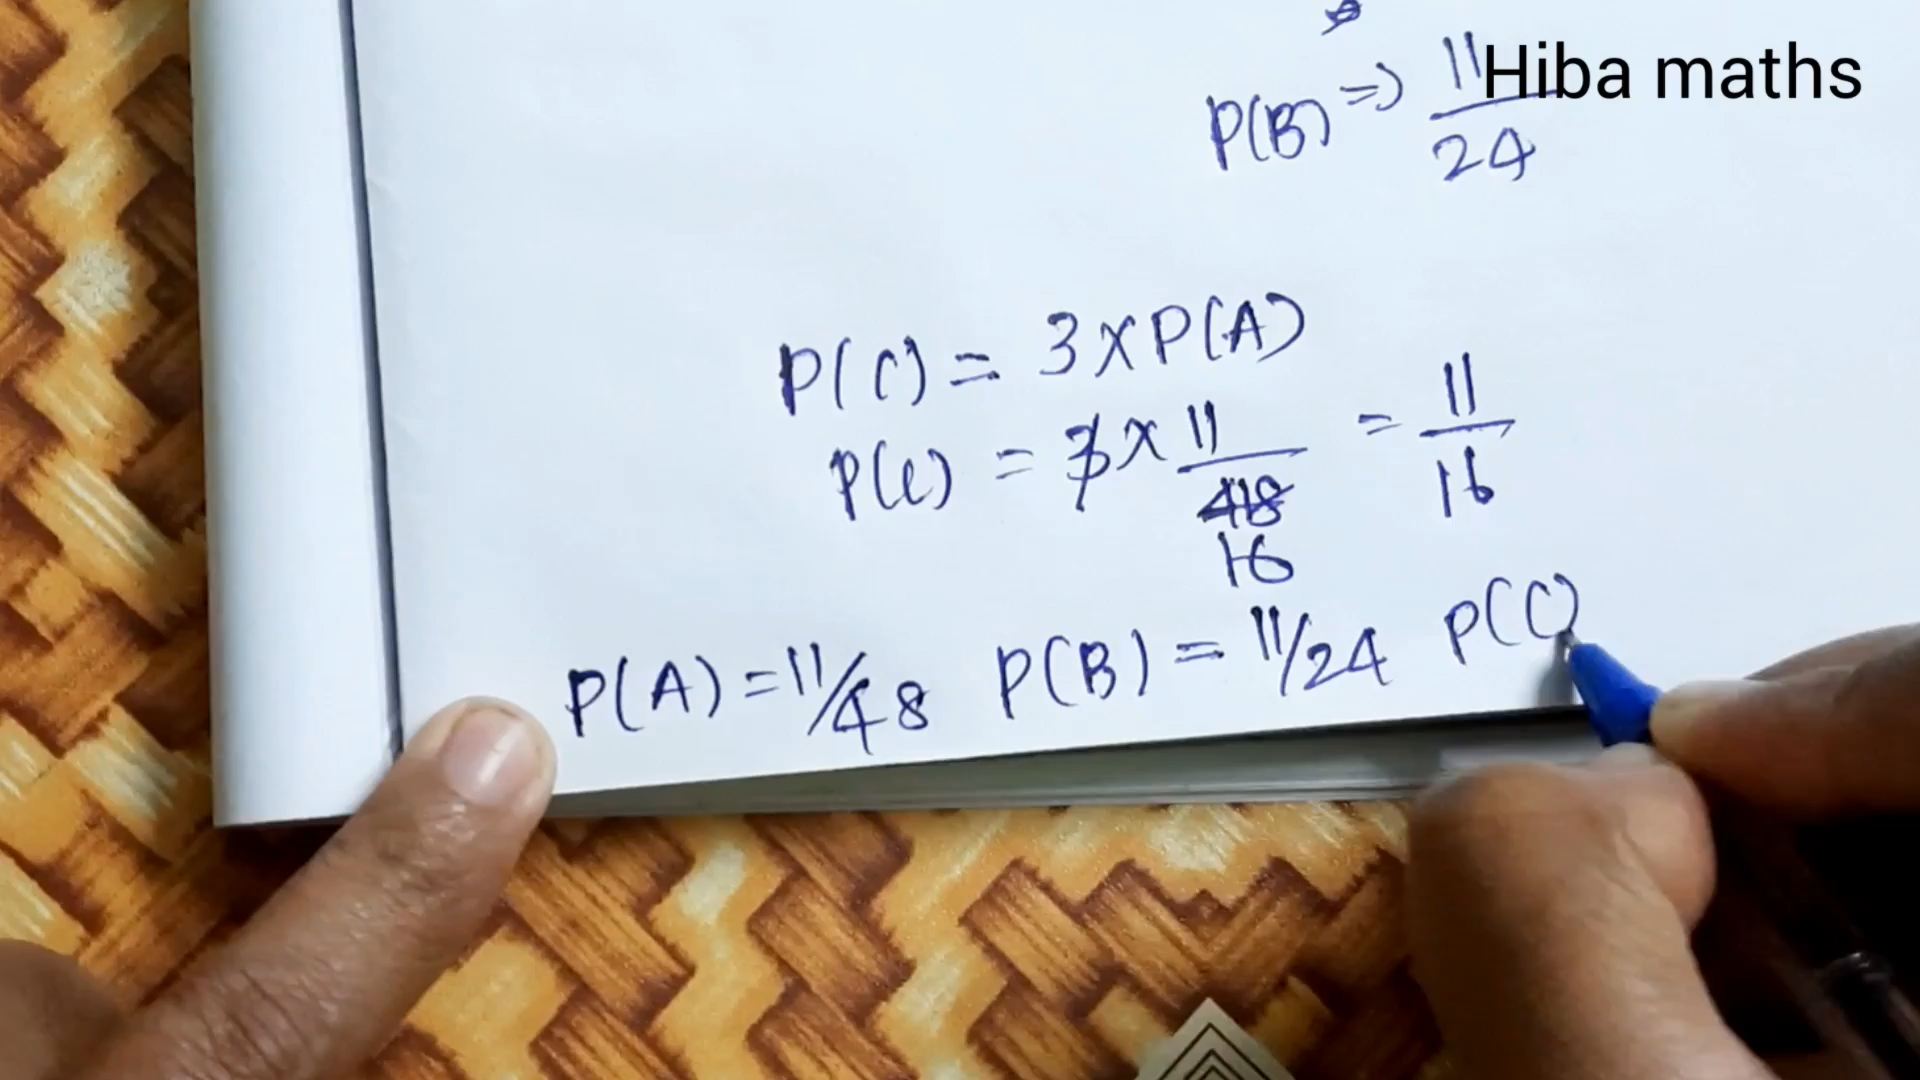 Hiba maths
P(B) => 11/24
P(C) = 3 X P(A)
P(C) = 3 X 11/48 = 11/16
16
P(A) = 11/48 P(B) = 11/24 P(C)